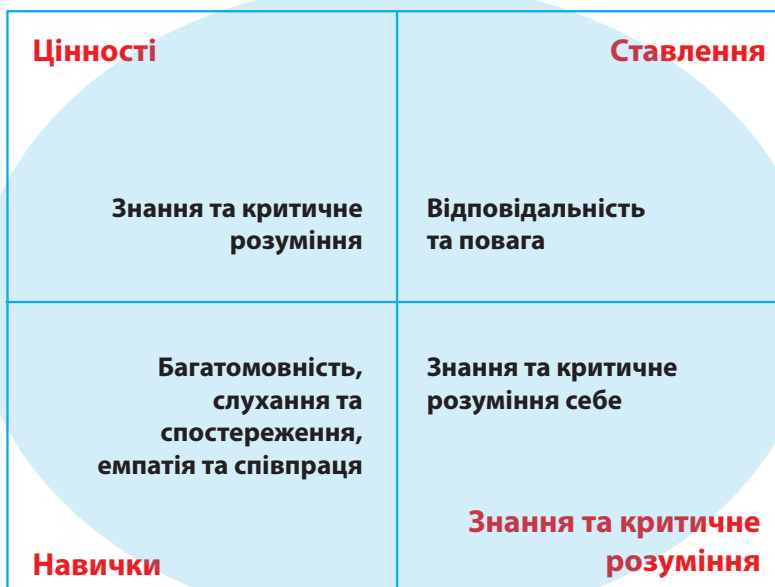 Цінності
Ставлення
Знання та критичне
розуміння
Відповідальність
та повага
Багатомовність,
слухання та
спостереження,
емпатія та співпраця
Знання та критичне
розуміння себе
Навички
Знання та критичне
розуміння